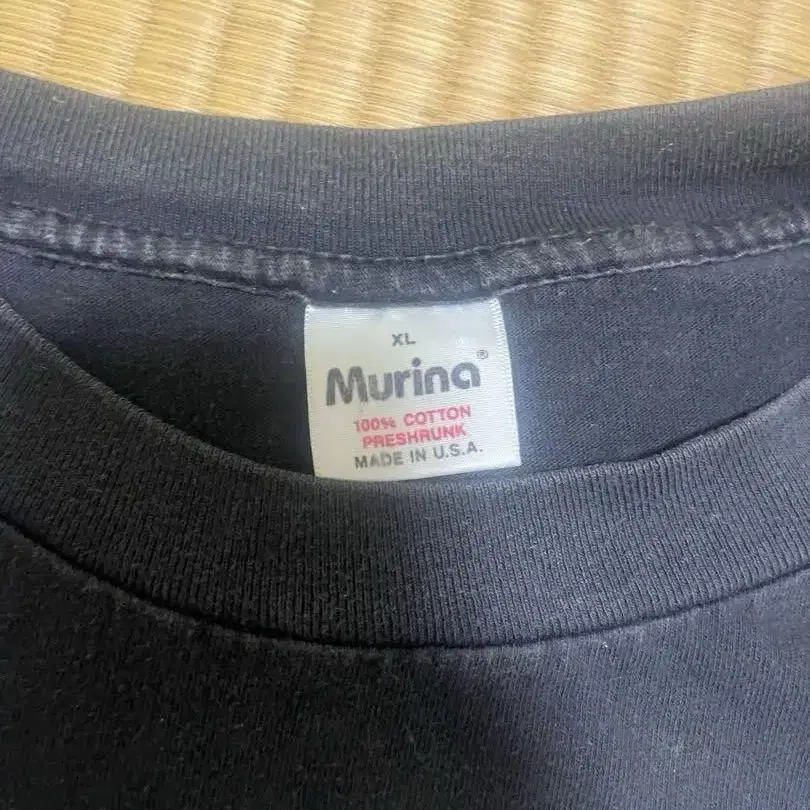 XL
Murina®
100% COTTON
PRESHRUNK
MADE IN U.S.A.